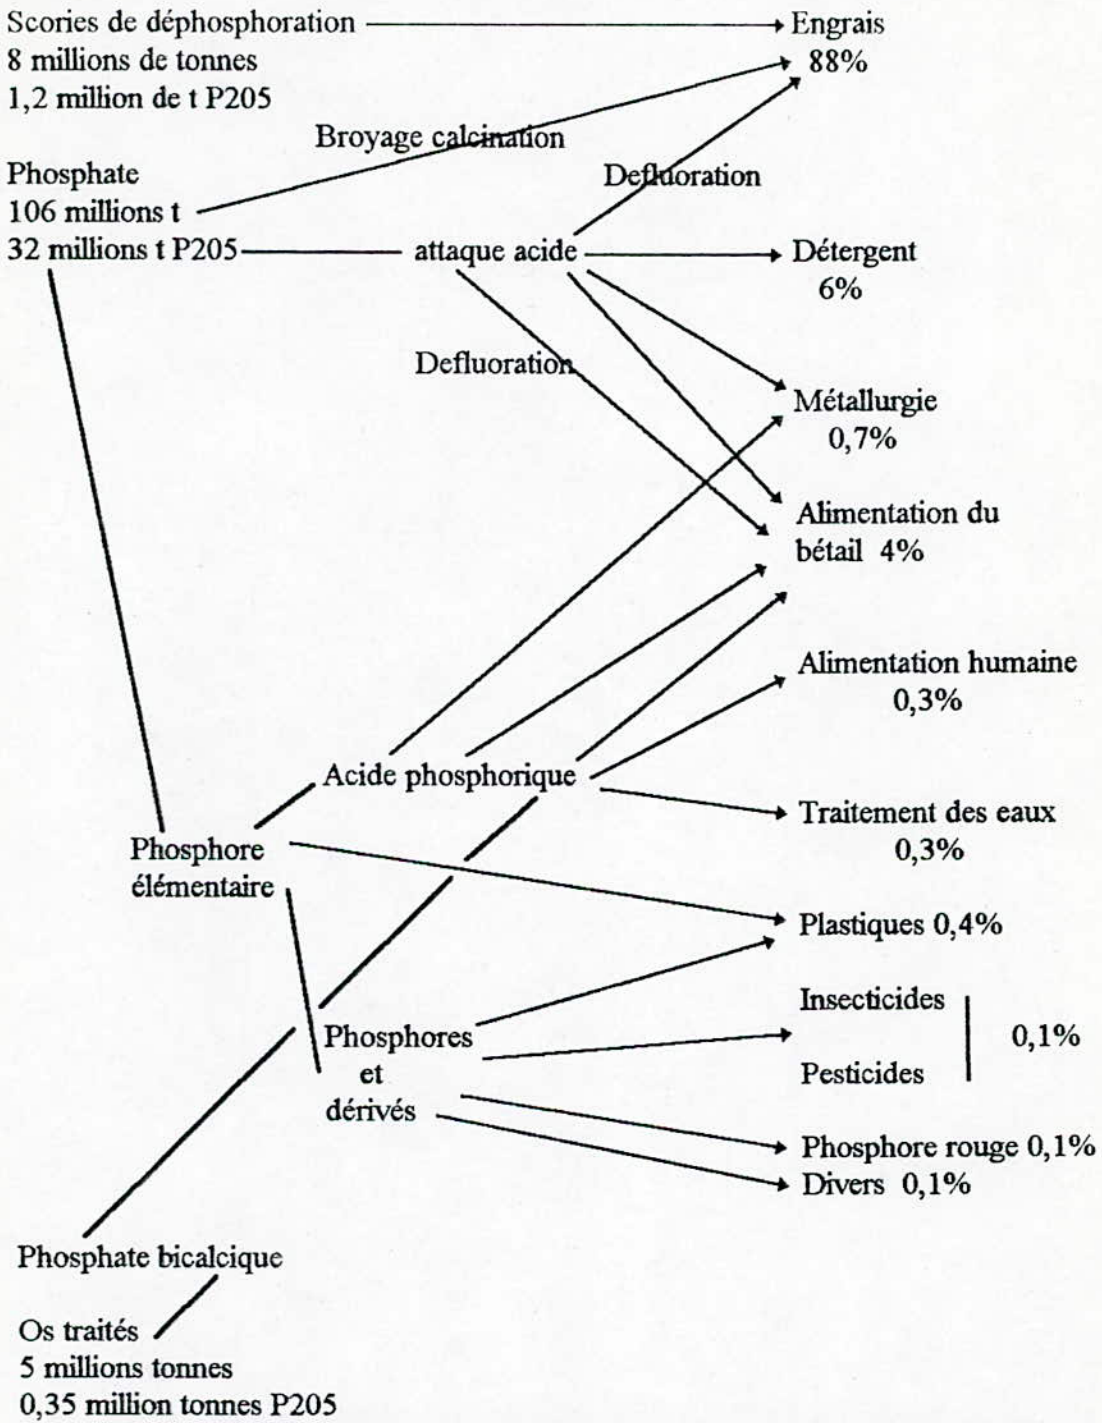 Scories de déphosphoration
8 millions de tonnes
1,2 million de t P205
Engrais
88%
Broyage calcination
Phosphate
106 millions t
32 millions t P205
Defluoration
attaque acide
Détergent
6%
Defluoration
Métallurgie
0,7%
Alimentation du
bétail 4%
Alimentation humaine
0,3%
Acide phosphorique
Traitement des eaux
0,3%
Phosphore
élémentaire
Plastiques 0,4%
Insecticides
0,1%
Pesticides
Phosphores
et
dérivés
Phosphore rouge 0,1%
Divers 0,1%
Phosphate bicalcique
Os traités
5 millions tonnes
0,35 million tonnes P205